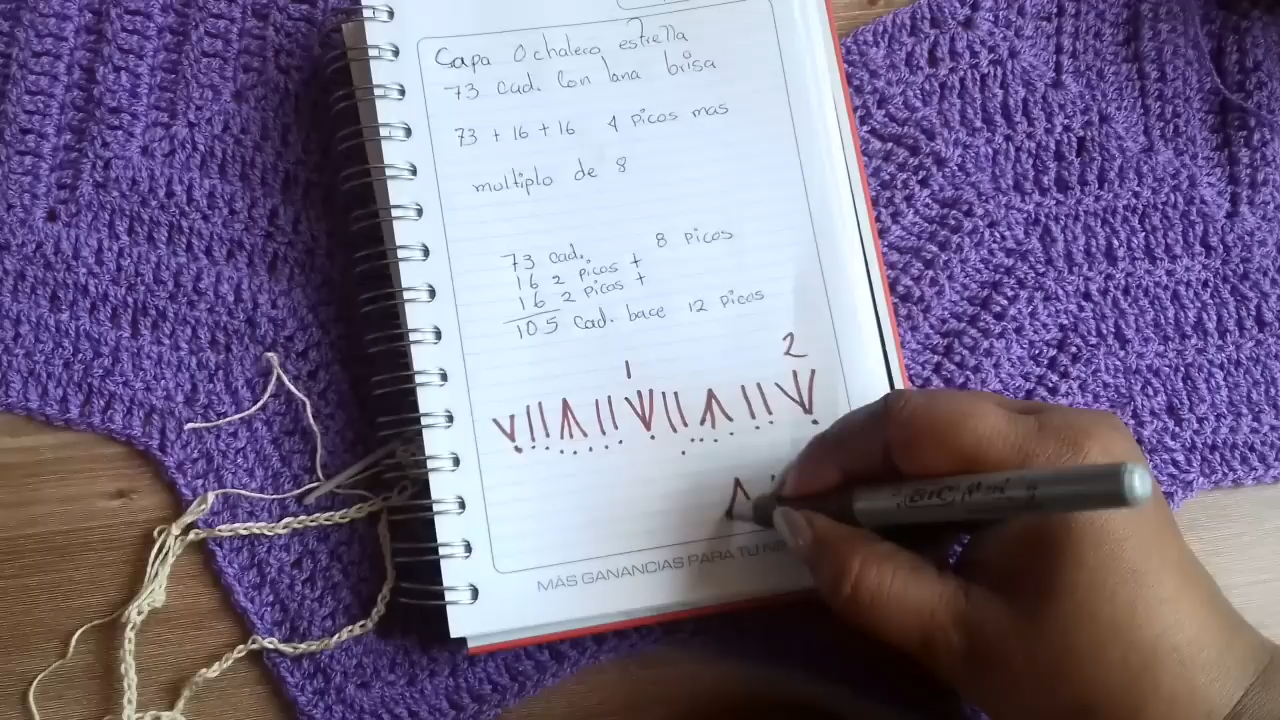 Capa O chaleco estrella
73 cad. con lana brisa
73 + 16 + 16 4 Picos mas
multiplo de 8
73 cad. 8 Picos
16 2 picos +
16 2 picos +
105 cad. bace 12 Picos
1 2
MÁS GANANCIAS PARA TU NE
BIC